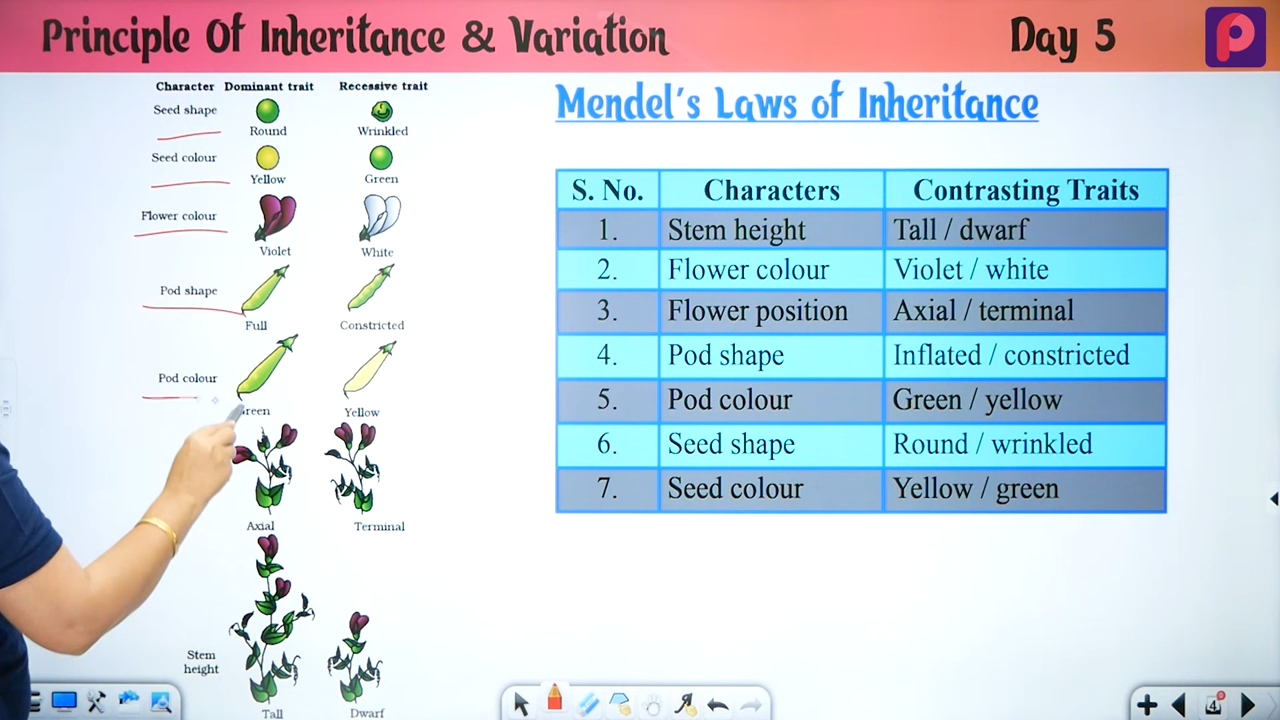 Principle Of Inheritance & Variation
Day 5
Character Dominant trait Recessive trait
Seed shape
Round Wrinkled
Seed colour
Yellow Green
Flower colour
Violet White
Pod shape
Full Constricted
Pod colour
reen Yellow
Axial Terminal
Stem
height
Tall Dwarf
Mendel's Laws of Inheritance
S. No. Characters Contrasting Traits
1. Stem height Tall / dwarf
2. Flower colour Violet / white
3. Flower position Axial / terminal
4. Pod shape Inflated / constricted
5. Pod colour Green / yellow
6. Seed shape Round / wrinkled
7. Seed colour Yellow / green
4